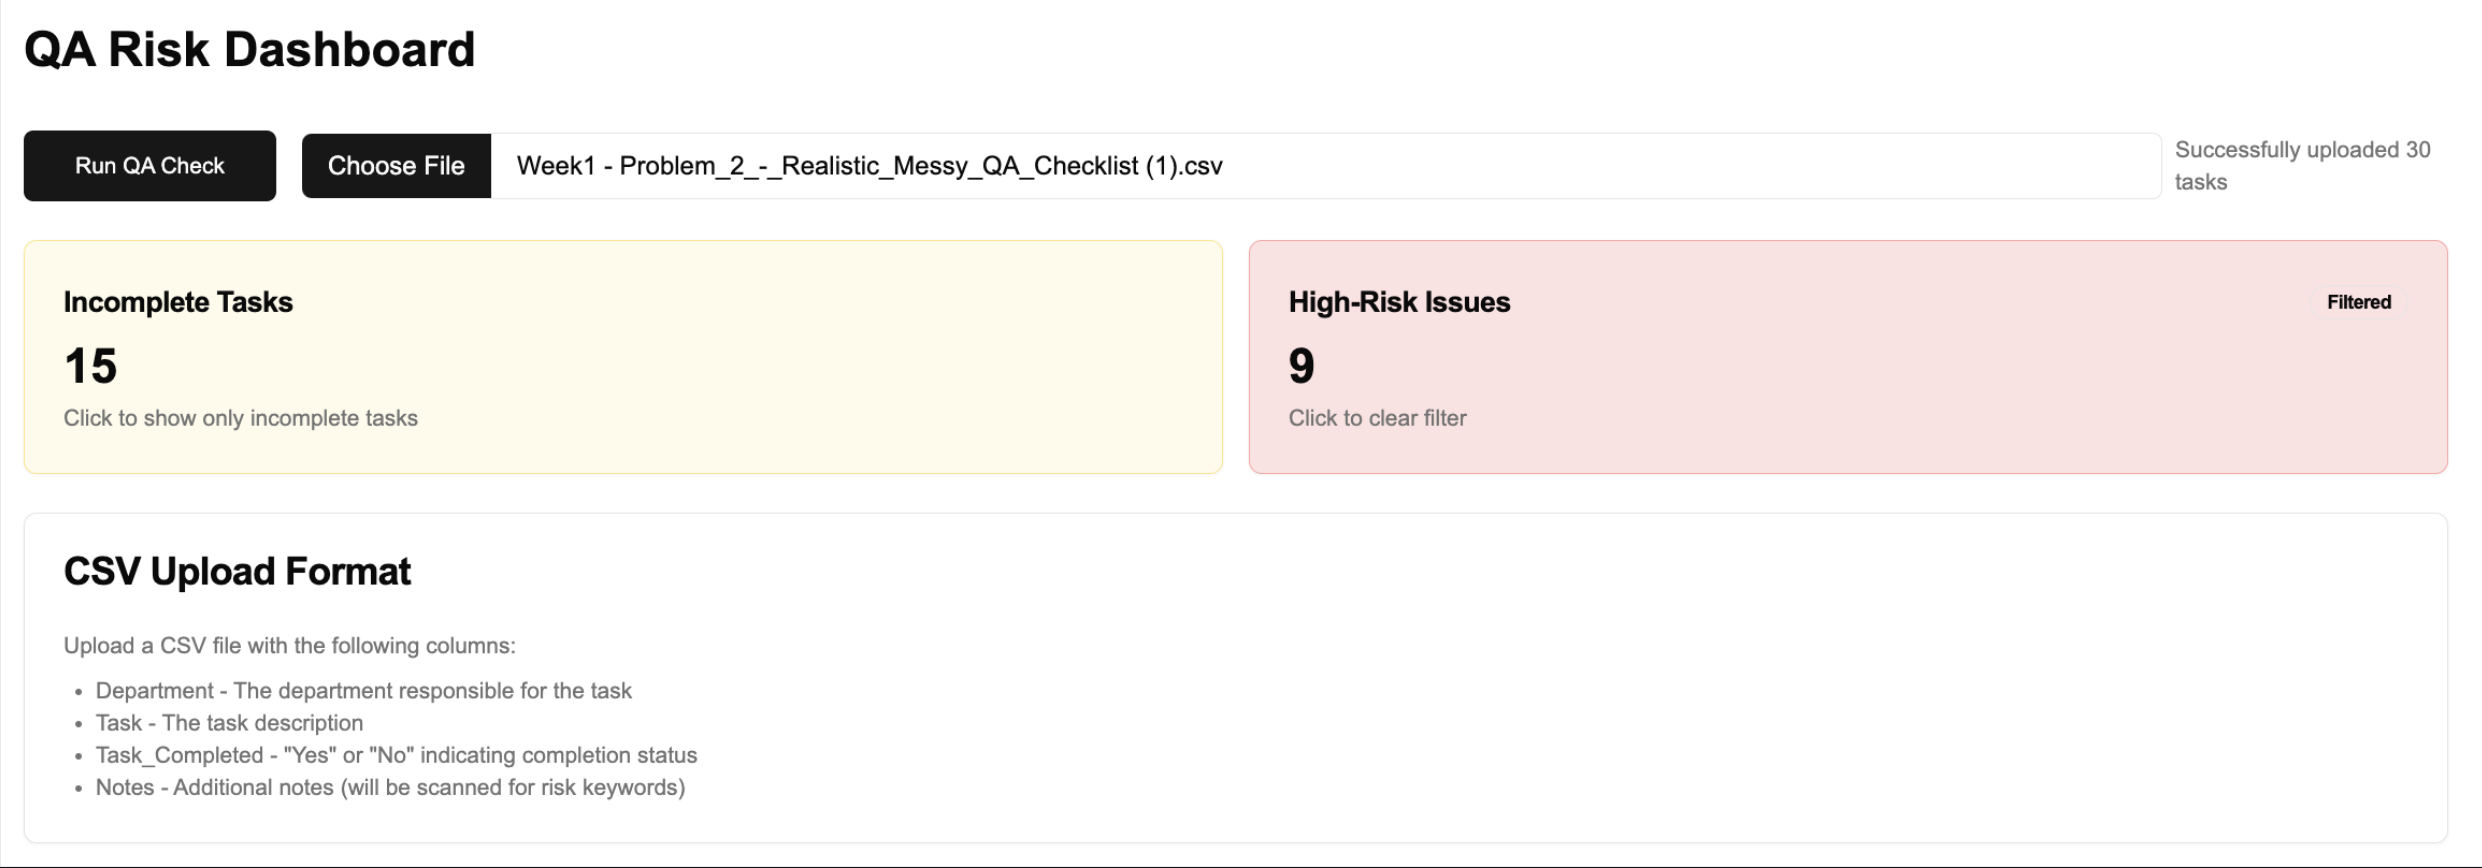 QA Risk Dashboard
Run QA Check
Choose File
Week1 - Problem_2_-_Realistic_Messy_QA_Checklist (1).csv
Successfully uploaded 30
tasks
Incomplete Tasks
15
Click to show only incomplete tasks
High-Risk Issues
Filtered
9
Click to clear filter
CSV Upload Format
Upload a CSV file with the following columns:
• Department - The department responsible for the task
• Task - The task description
• Task_Completed - "Yes" or "No" indicating completion status
• Notes - Additional notes (will be scanned for risk keywords)